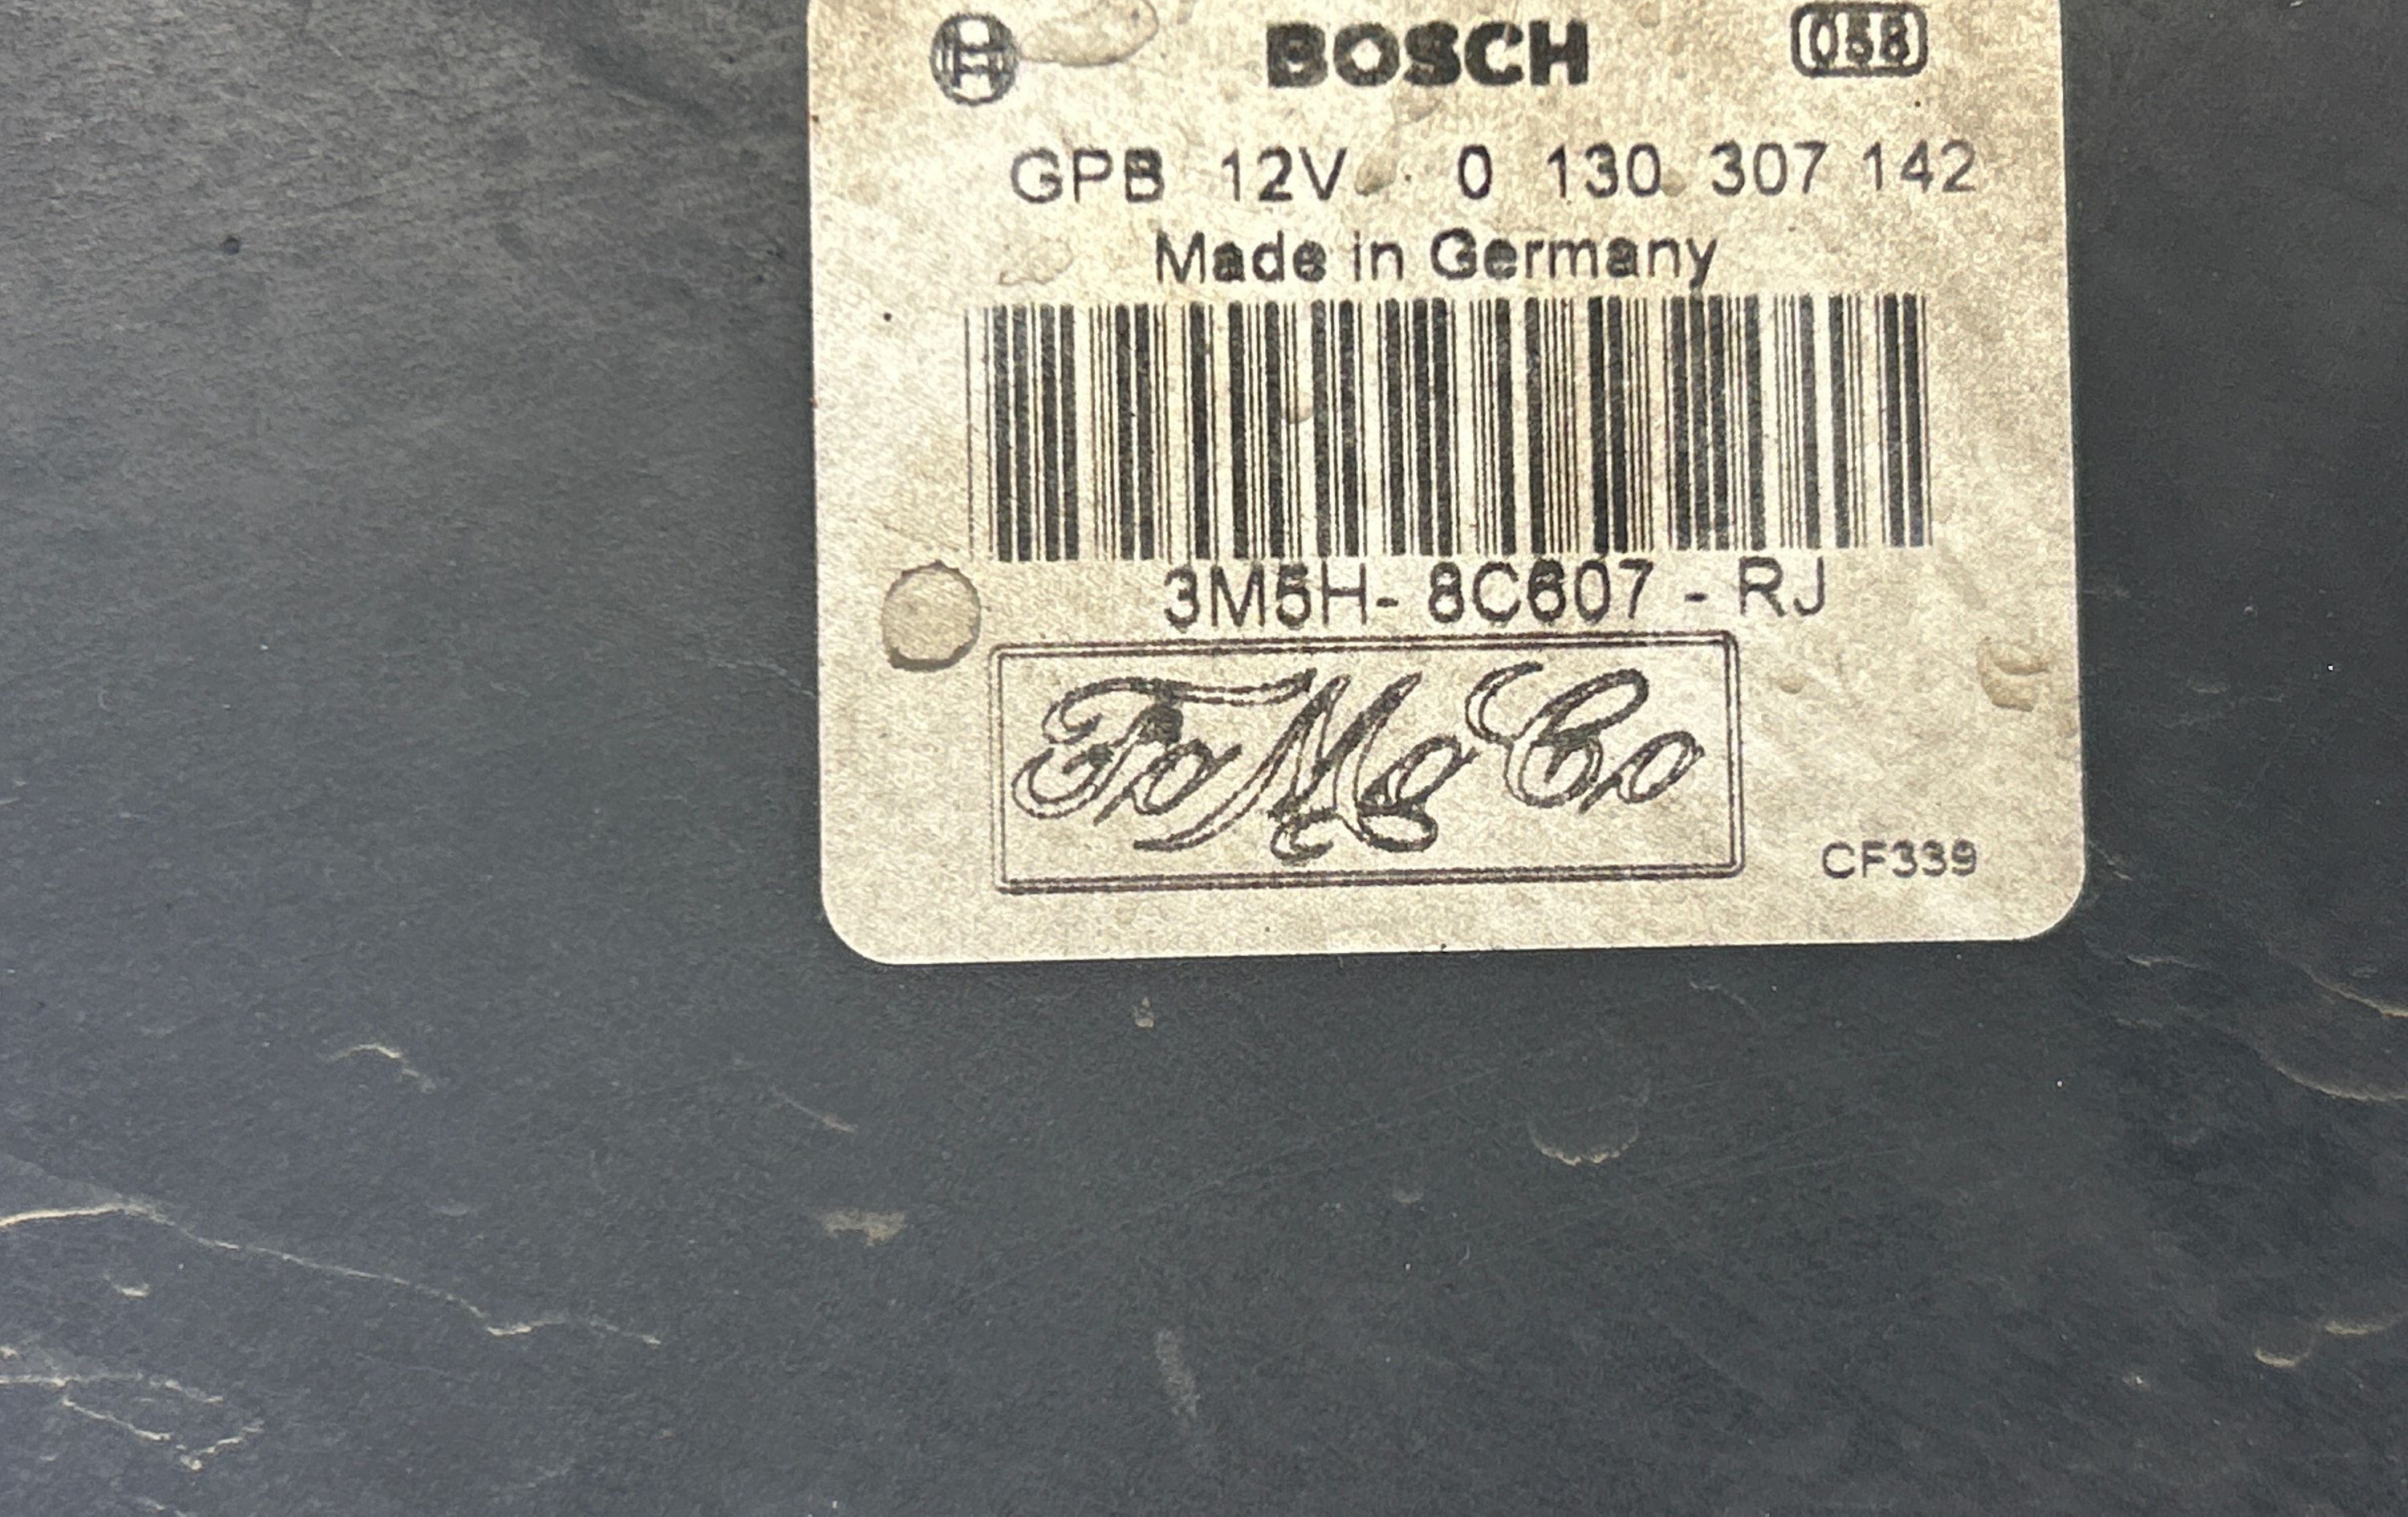 BOSCH 058
GPB 12V 0 130 307 142
Made in Germany
3M5H- 8C607 - RJ
FoMoCo
CF339